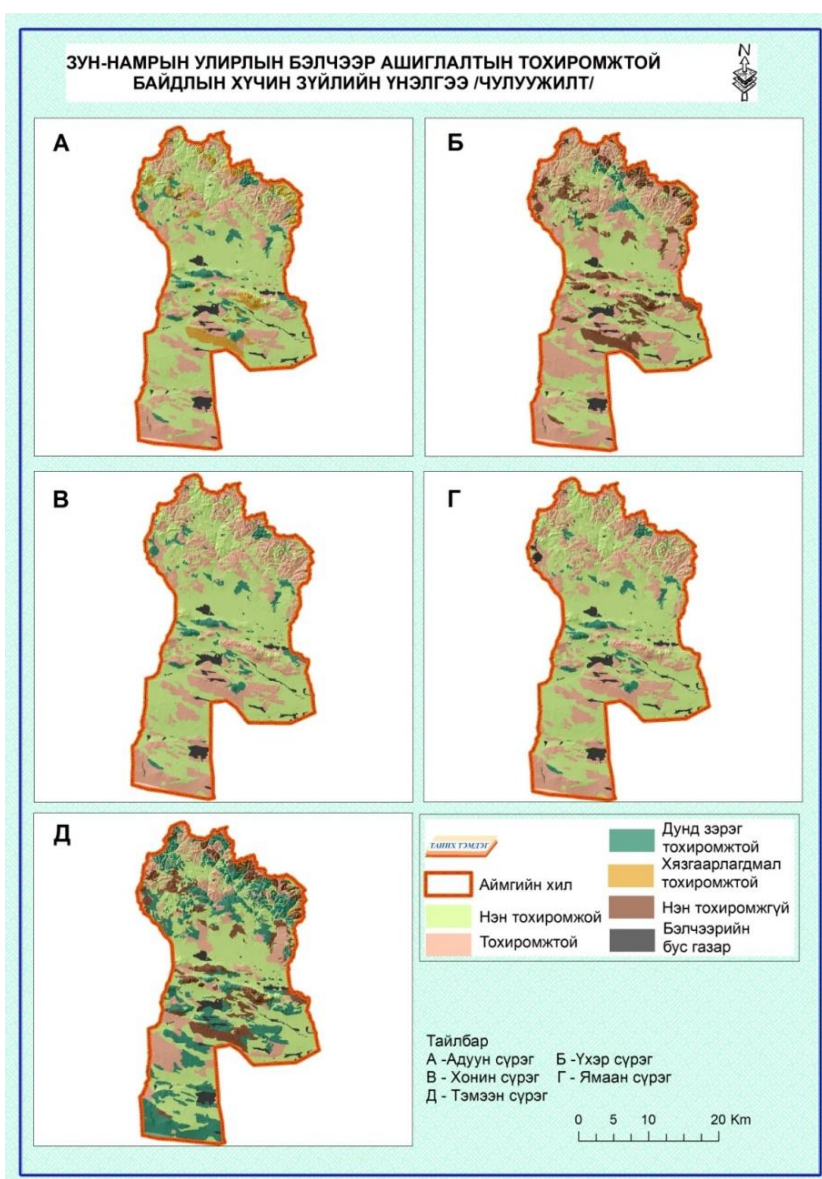 ЗУН-НАМРЫН УЛИРЛЫН БЭЛЧЭЭР АШИГЛАЛТЫН ТОХИРОМЖТОЙ
БАЙДЛЫН ХҮЧИН ЗҮЙЛИЙН ҮНЭЛГЭЭ /ЧУЛУУЖИЛТ/
N
А
Б
В
Г
Д
ТАНИХ ТЭМДЭГ
Аймгийн хил
Нэн тохиромжой
Тохиромжтой
Дунд зэрэг
тохиромжтой
Хязгаарлагдмал
тохиромжтой
Нэн тохиромжгүй
Бэлчээрийн
бус газар
Тайлбар
А -Адуун сүрэг Б -Үхэр сүрэг
В - Хонин сүрэг Г - Ямаан сүрэг
Д - Тэмээн сүрэг
0 5 10 20 Km